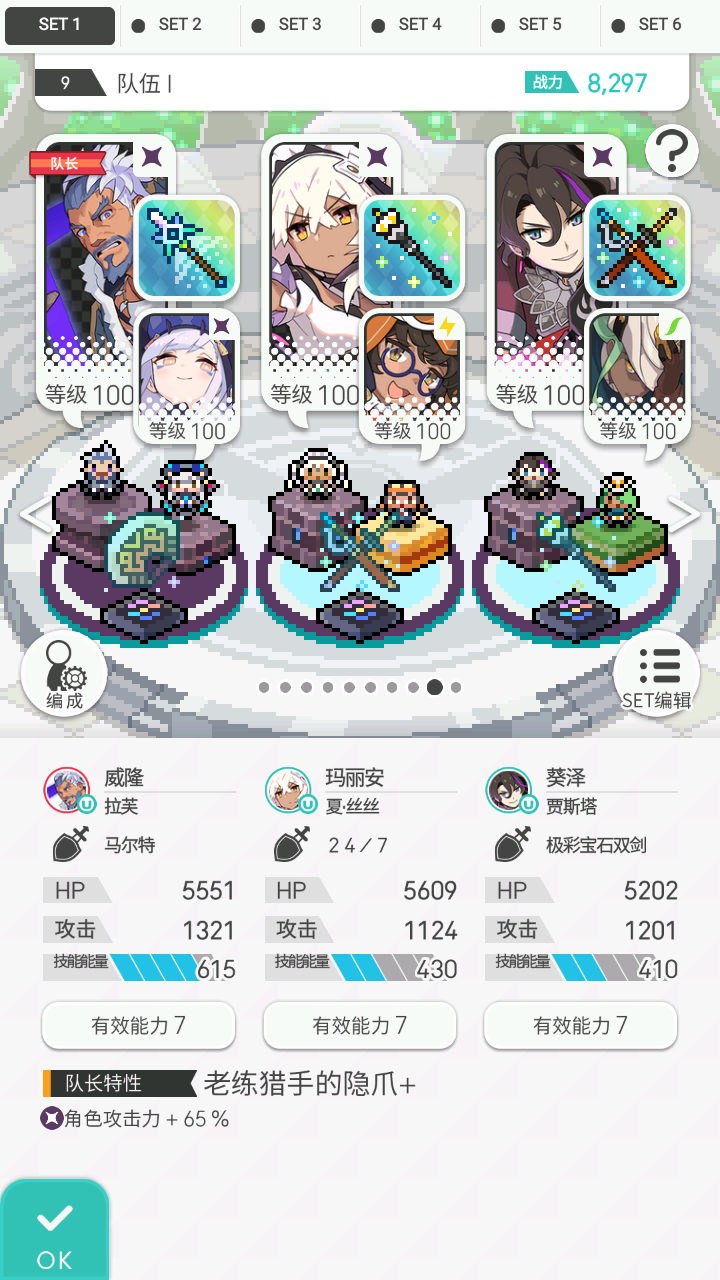 SET 1
SET 2
SET 3
SET 4
SET 5
SET 6
9
队伍 I
战力 8,297
队长
?
等级 100
等级 100
等级 100
等级 100
等级 100
等级 100
编成
SET编辑
威隆
拉芙
马尔特
HP 5551
攻击 1321
技能能量 615
有效能力 7
玛丽安
夏·丝丝
2 4 / 7
HP 5609
攻击 1124
技能能量 430
有效能力 7
葵泽
贾斯塔
极彩宝石双剑
HP 5202
攻击 1201
技能能量 410
有效能力 7
队长特性 老练猎手的隐爪+
角色攻击力 + 65 %
OK